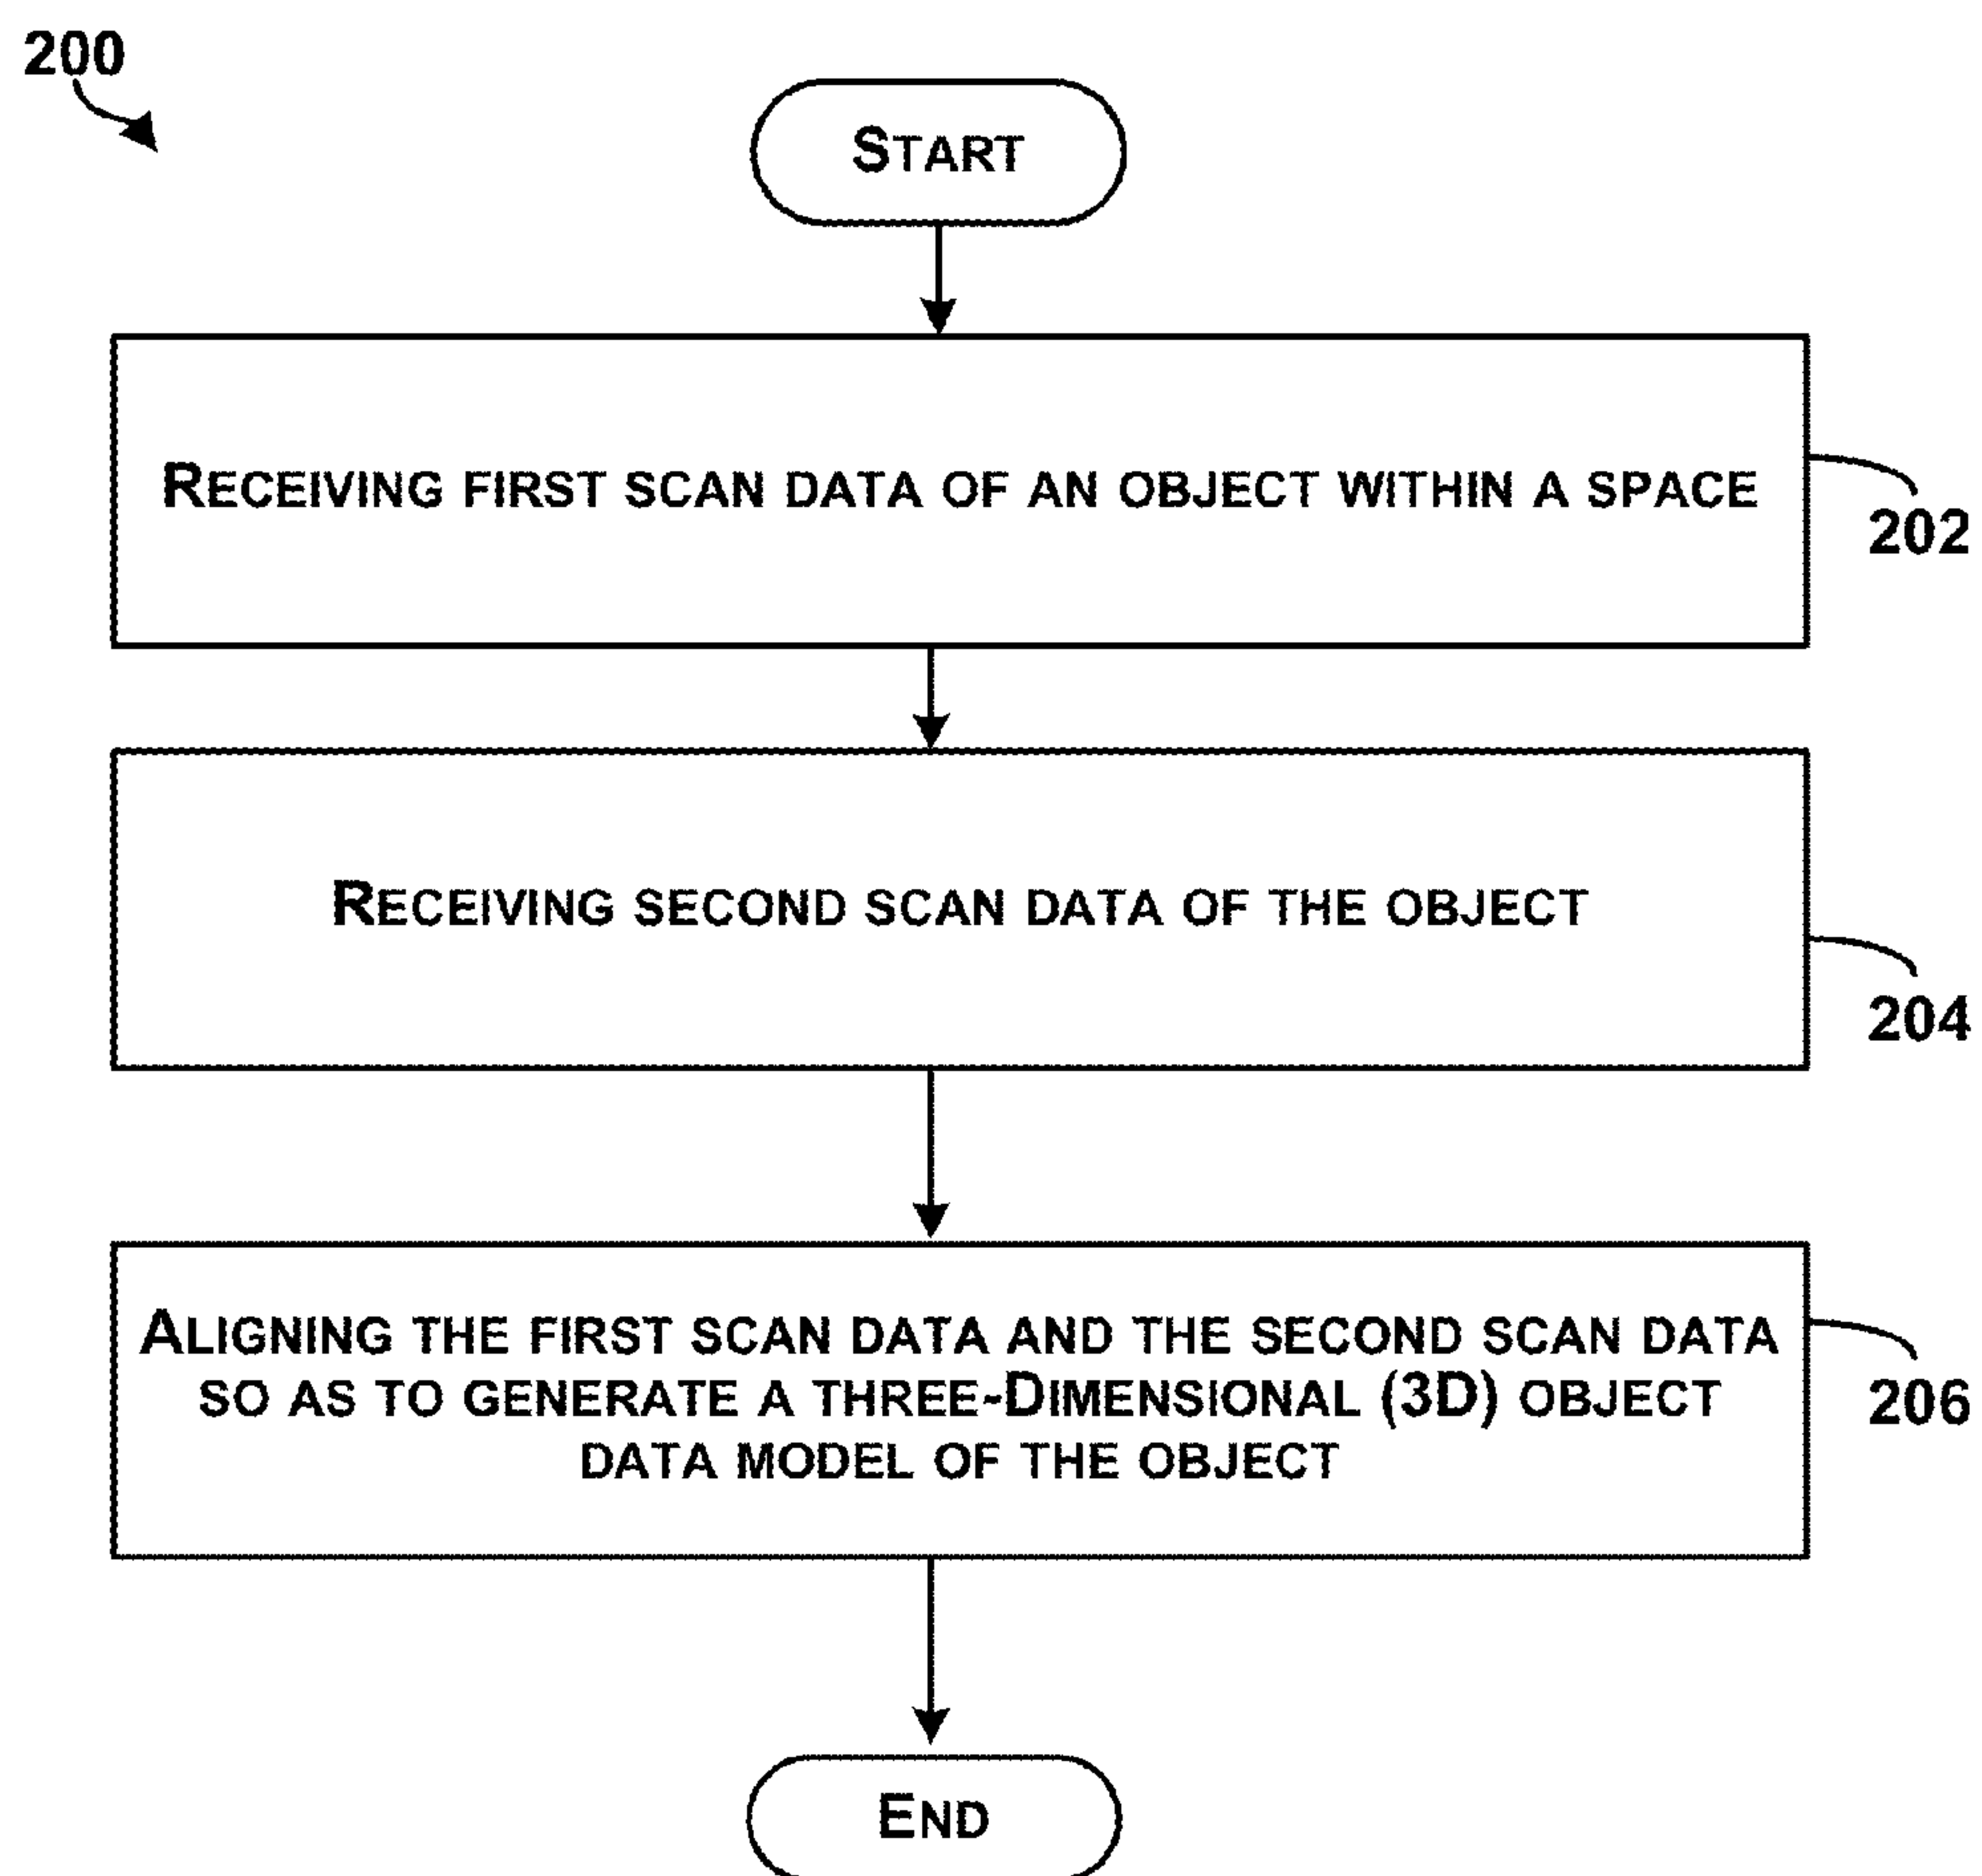 200
START
RECEIVING FIRST SCAN DATA OF AN OBJECT WITHIN A SPACE
202
RECEIVING SECOND SCAN DATA OF THE OBJECT
204
ALIGNING THE FIRST SCAN DATA AND THE SECOND SCAN DATA
SO AS TO GENERATE A THREE-DIMENSIONAL (3D) OBJECT
DATA MODEL OF THE OBJECT
206
END